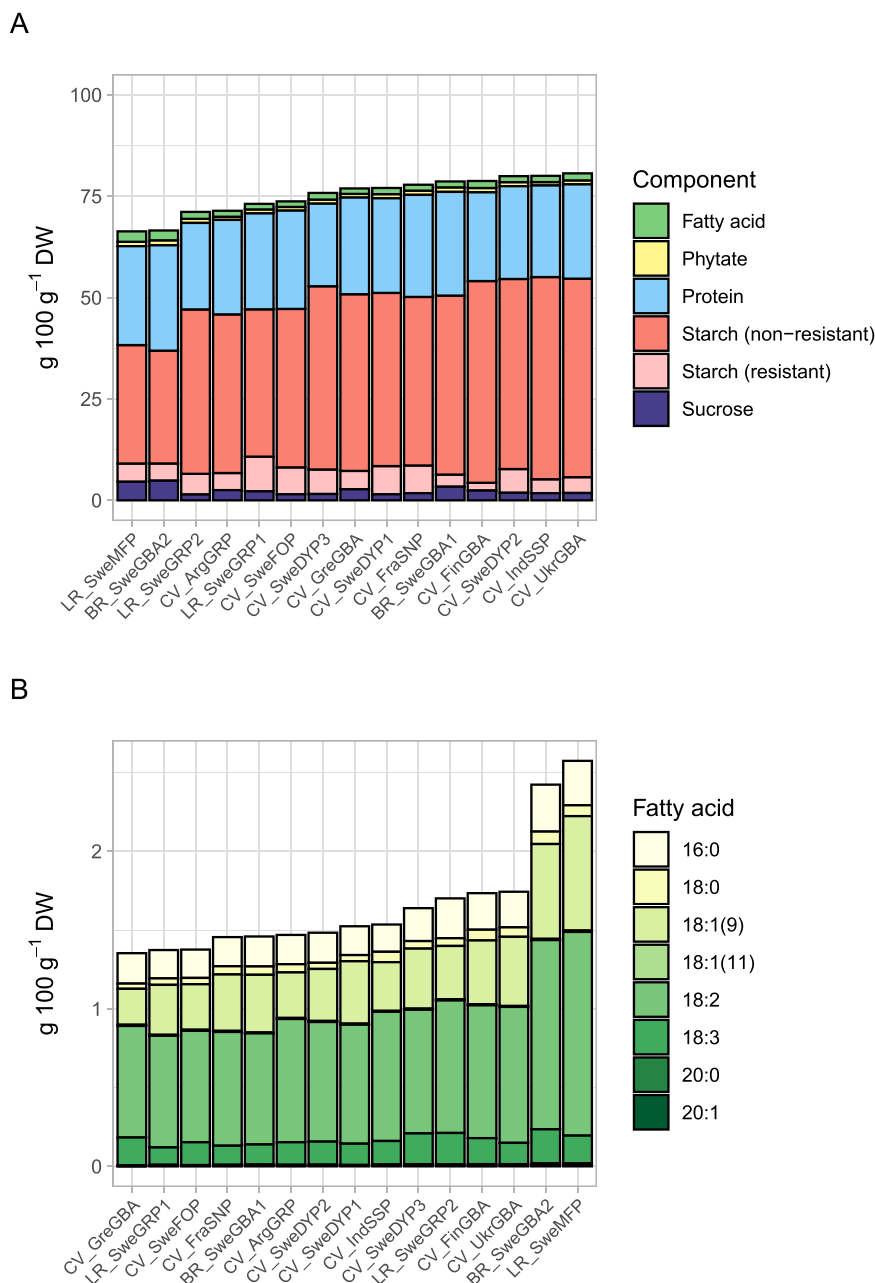 A
g 100 g⁻¹ DW
100
75
50
25
0
LR_SweMFP
BR_SweGBA2
LR_SweGRP2
CV_ArgGRP
LR_SweGRP1
CV_SweFOP
CV_SweDYP3
CV_GreGBA
CV_SweDYP1
CV_FraSNP
BR_SweGBA1
CV_FinGBA
CV_SweDYP2
CV_IndSSP
CV_UkrGBA
Component
Fatty acid
Phytate
Protein
Starch (non−resistant)
Starch (resistant)
Sucrose
B
g 100 g⁻¹ DW
2
1
0
CV_GreGBA
LR_SweGRP1
CV_SweFOP
CV_FraSNP
BR_SweGBA1
CV_ArgGRP
CV_SweDYP2
CV_SweDYP1
CV_IndSSP
CV_SweDYP3
LR_SweGRP2
CV_FinGBA
CV_UkrGBA
BR_SweGBA2
LR_SweMFP
Fatty acid
16:0
18:0
18:1(9)
18:1(11)
18:2
18:3
20:0
20:1